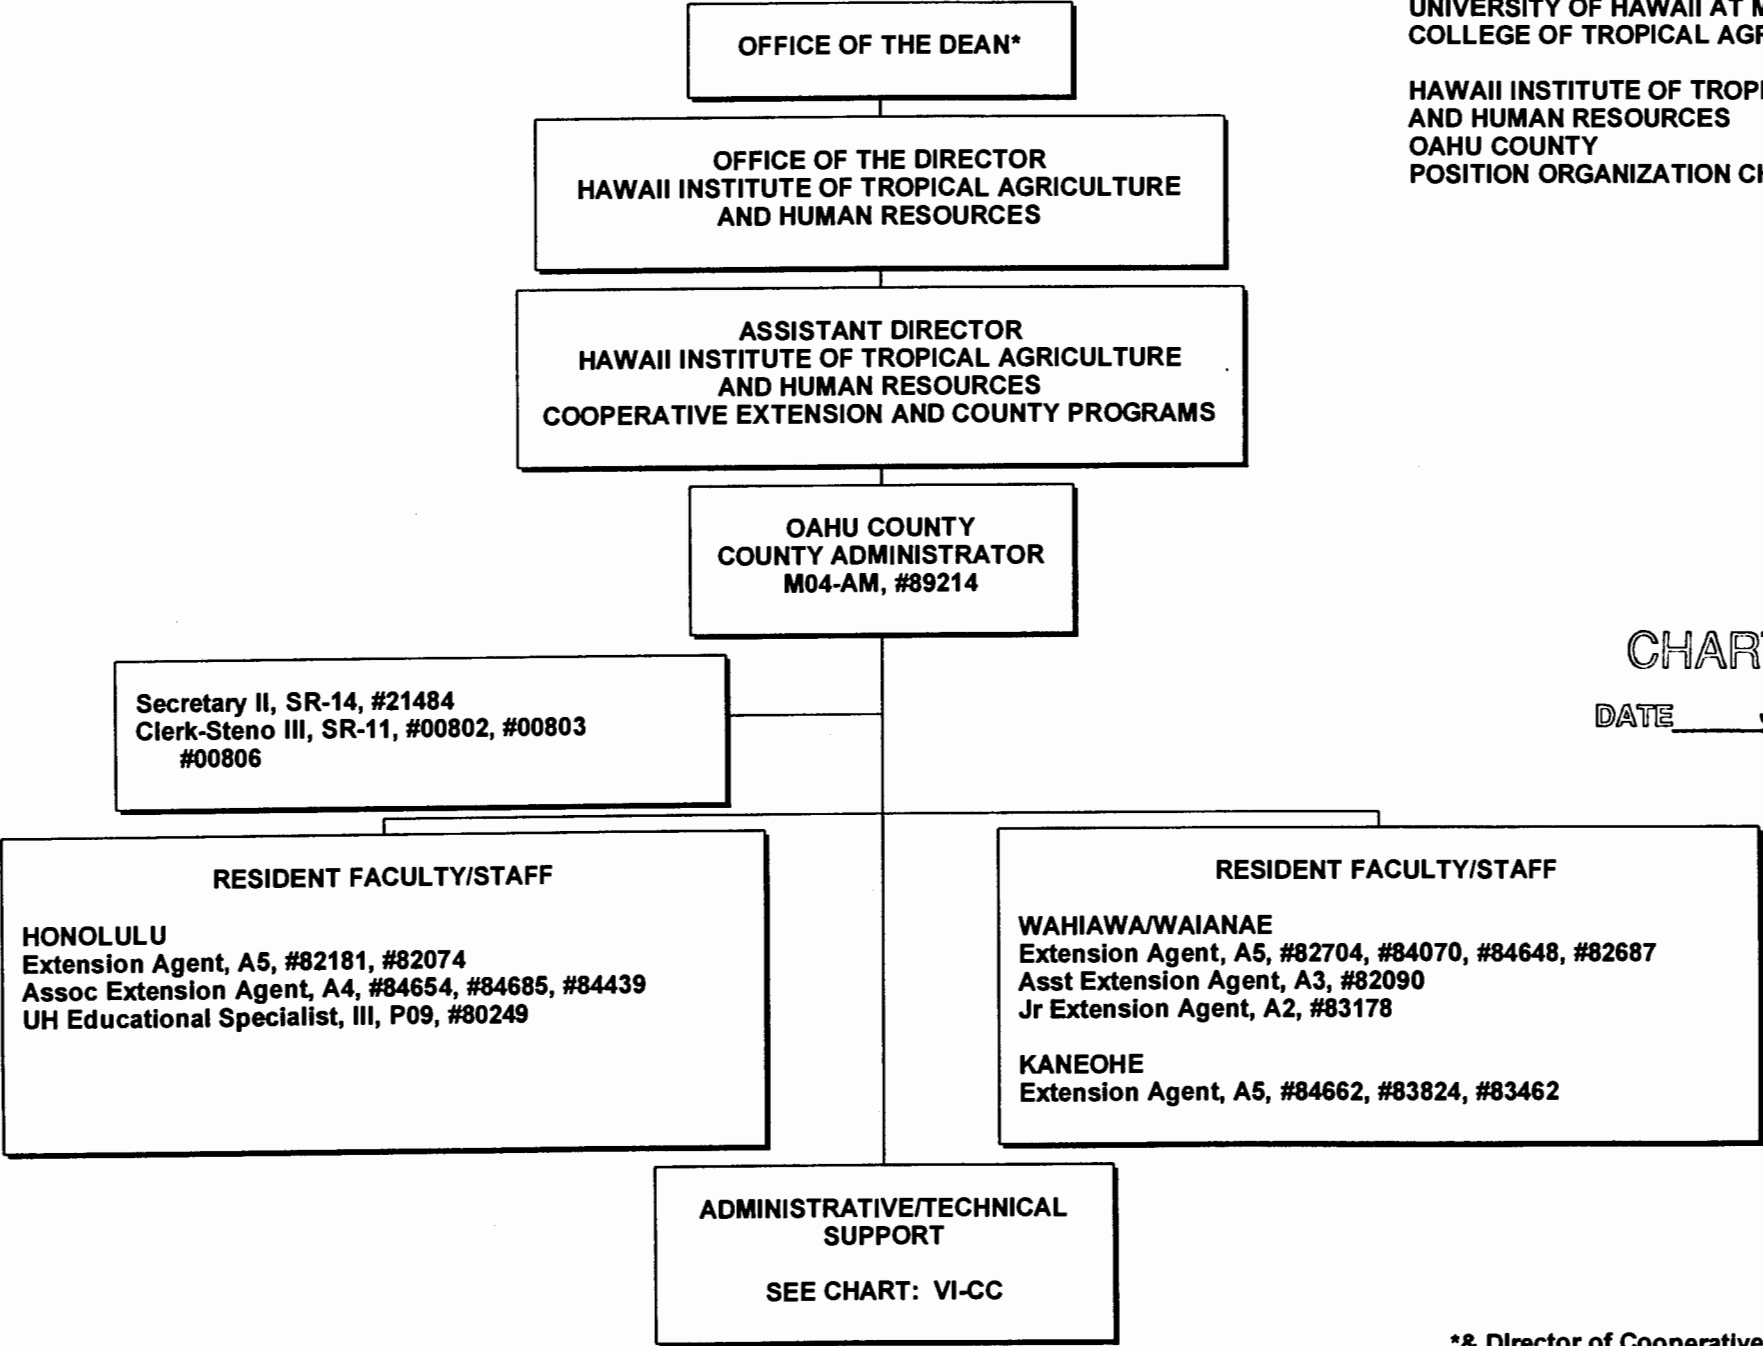 UNIVERSITY OF HAWAII AT
COLLEGE OF TROPICAL
HAWAII INSTITUTE OF
AND HUMAN RESOURCES
OAHU COUNTY
POSITION ORGANIZATION
OFFICE OF THE DEAN*
OFFICE OF THE DIRECTOR
HAWAII INSTITUTE OF TROPICAL AGRICULTURE
AND HUMAN RESOURCES
ASSISTANT DIRECTOR
HAWAII INSTITUTE OF TROPICAL AGRICULTURE
AND HUMAN RESOURCES
COOPERATIVE EXTENSION AND COUNTY PROGRAMS
OAHU COUNTY
COUNTY ADMINISTRATOR
M04-AM, #89214
CHART
DATE
Secretary II, SR-14, #21484
Clerk-Steno III, SR-11, #00802, #00803
#00806
RESIDENT FACULTY/STAFF
HONOLULU
Extension Agent, A5, #82181, #82074
Assoc Extension Agent, A4, #84654, #84685, #84439
UH Educational Specialist, III, P09, #80249
RESIDENT FACULTY/STAFF
WAHIAWA/WAIANAE
Extension Agent, A5, #82704, #84070, #84648, #82687
Asst Extension Agent, A3, #82090
Jr Extension Agent, A2, #83178
KANEOHE
Extension Agent, A5, #84662, #83824, #83462
ADMINISTRATIVE/TECHNICAL
SUPPORT
SEE CHART: VI-CC
*& Director of Cooperative